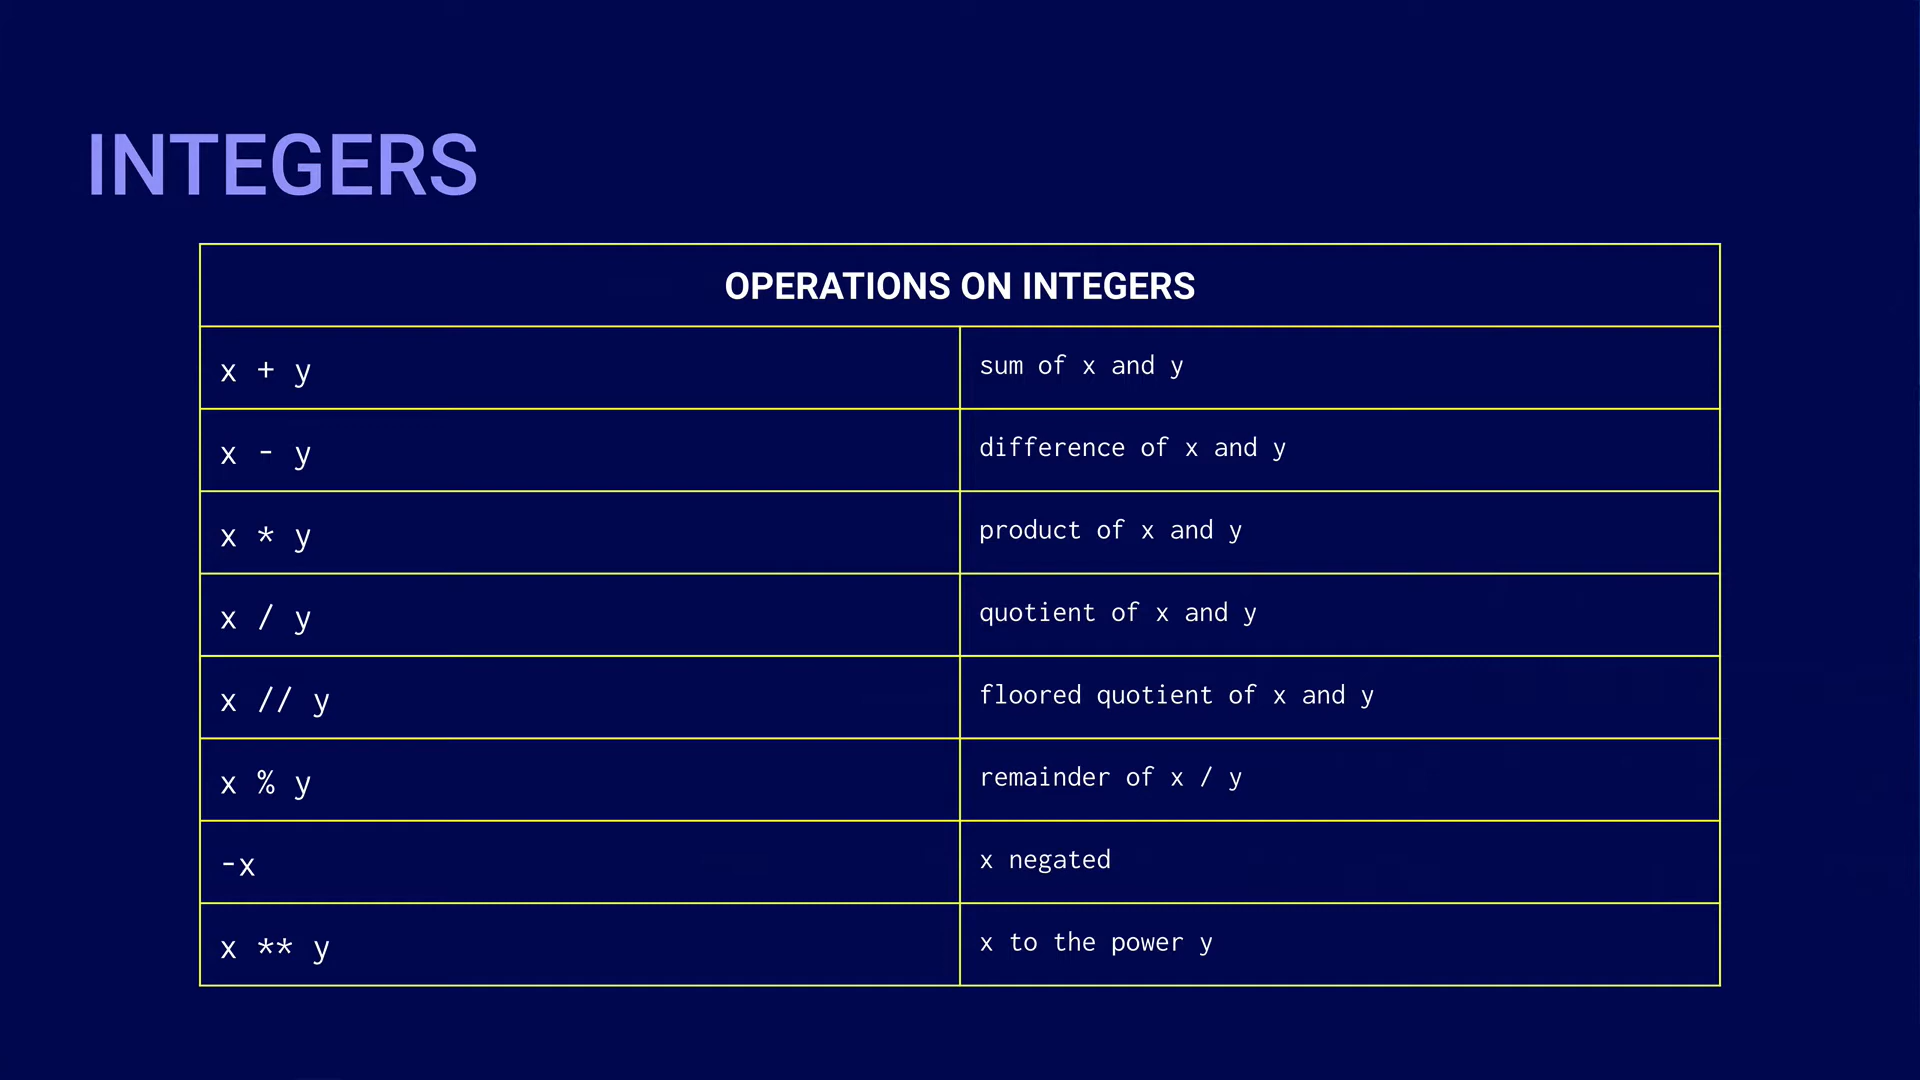 INTEGERS
OPERATIONS ON INTEGERS
x + y
sum of x and y
x - y
difference of x and y
x * y
product of x and y
x / y
quotient of x and y
x // y
floored quotient of x and y
x % y
remainder of x / y
-x
x negated
x ** y
x to the power y